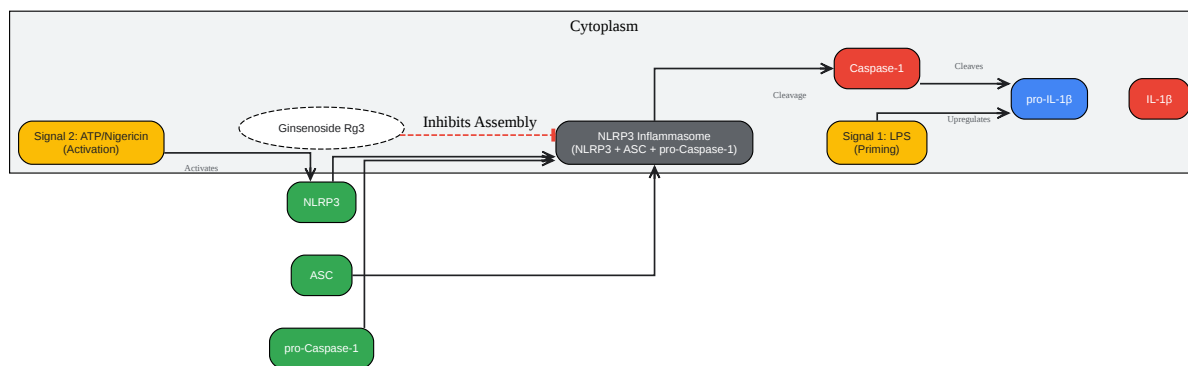 Cytoplasm
Caspase-1
Cleaves
Cleavage
pro-IL-1β
IL-1β
Upregulates
Ginsenoside Rg3
Inhibits Assembly
Signal 2: ATP/Nigericin
(Activation)
NLRP3 Inflammasome
(NLRP3 + ASC + pro-Caspase-1)
Signal 1: LPS
(Priming)
Activates
NLRP3
ASC
pro-Caspase-1